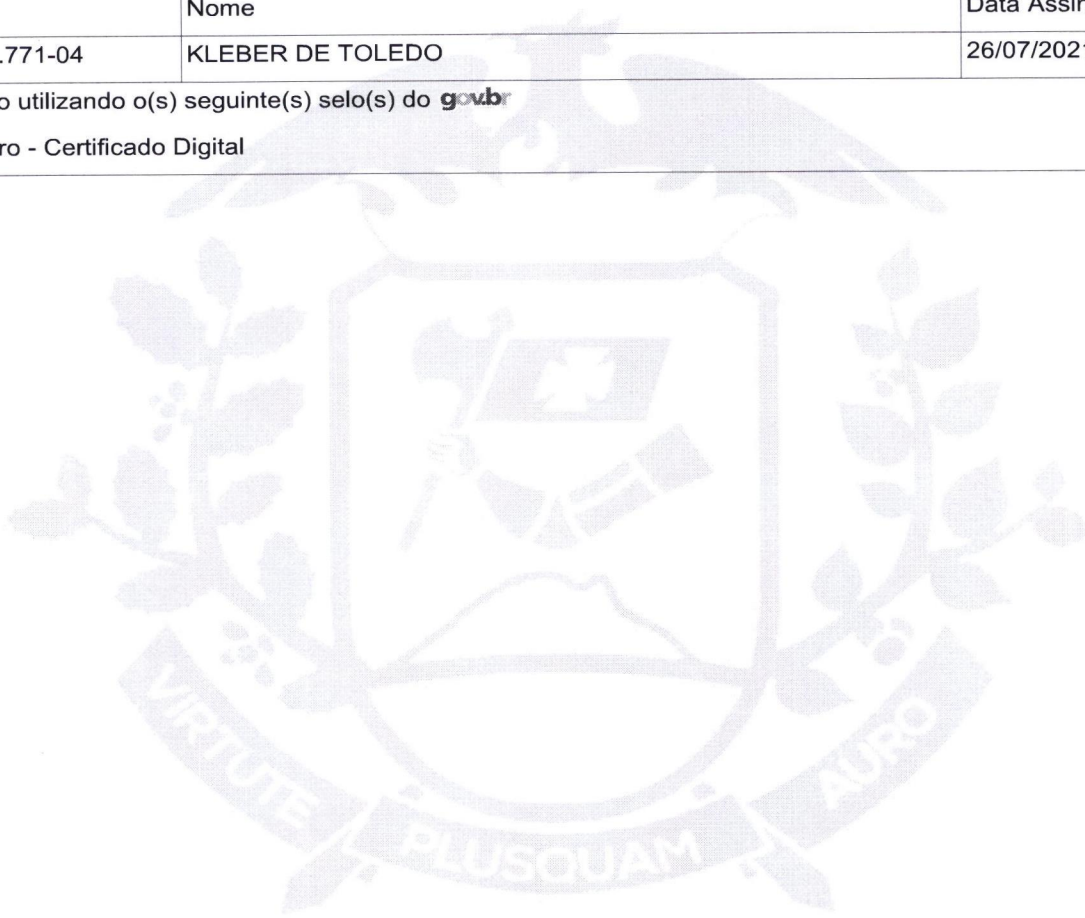 Nome Data Assin
.771-04 KLEBER DE TOLEDO 26/07/2021
o utilizando o(s) seguinte(s) selo(s) do gov.br
ro - Certificado Digital
VIRTUTE PLUSQUAM AURO